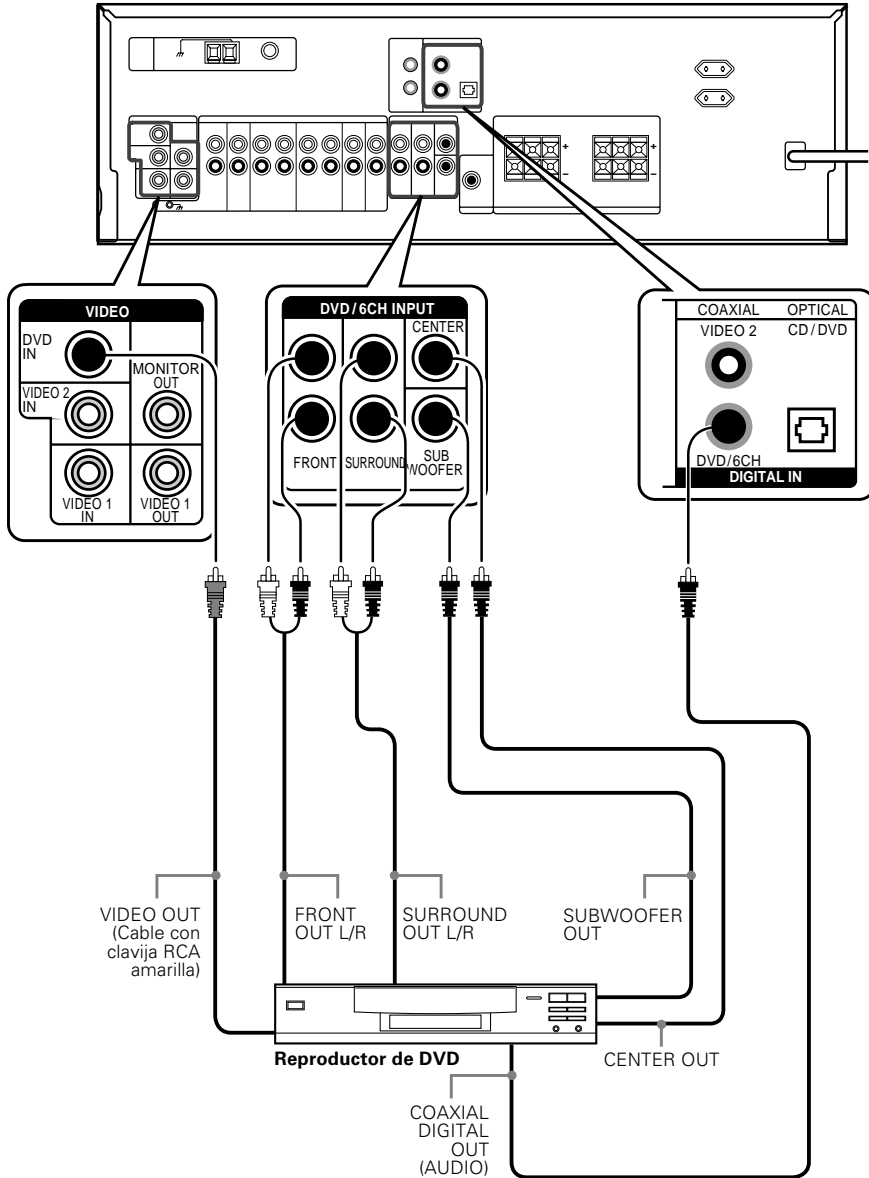 +
+
–
–
VIDEO
DVD
IN
MONITOR
OUT
VIDEO 2
IN
VIDEO 1
IN
VIDEO 1
OUT
DVD/6CH INPUT
CENTER
FRONT
SURROUND
SUB
WOOFER
COAXIAL
OPTICAL
VIDEO 2
CD/DVD
DVD/6CH
DIGITAL IN
VIDEO OUT
(Cable con
clavija RCA
amarilla)
FRONT
OUT L/R
SURROUND
OUT L/R
SUBWOOFER
OUT
Reproductor de DVD
CENTER OUT
COAXIAL
DIGITAL
OUT
(AUDIO)